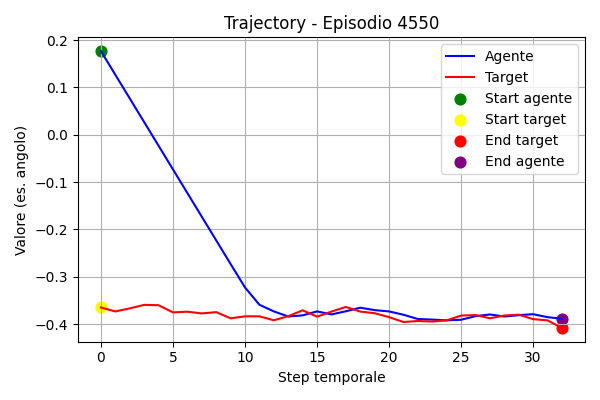 Trajectory - Episodio 4550
Agente
Target
Start agente
Start target
End target
End agente
Valore (es. angolo)
0.2
0.1
0.0
−0.1
−0.2
−0.3
−0.4
0 5 10 15 20 25 30
Step temporale